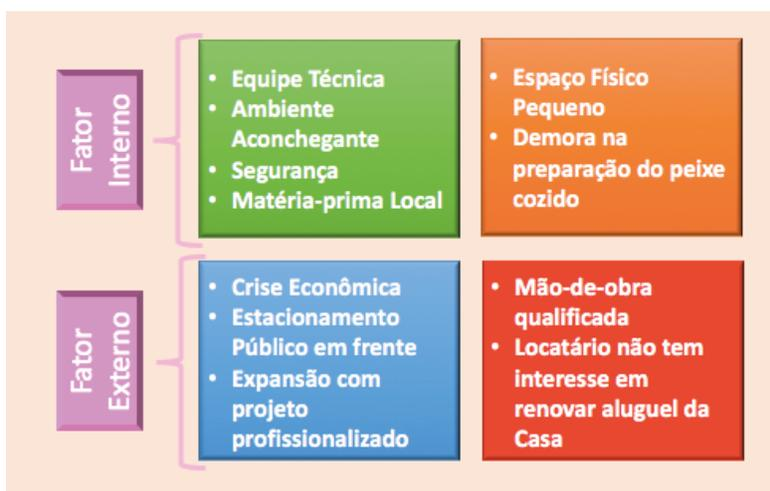 Fator
Interno
• Equipe Técnica
• Ambiente
Aconchegante
• Segurança
• Matéria-prima Local
• Espaço Físico
Pequeno
• Demora na
preparação do peixe
cozido
Fator
Externo
• Crise Econômica
• Estacionamento
Público em frente
• Expansão com
projeto
profissionalizado
• Mão-de-obra
qualificada
• Locatário não tem
interesse em
renovar aluguel da
Casa